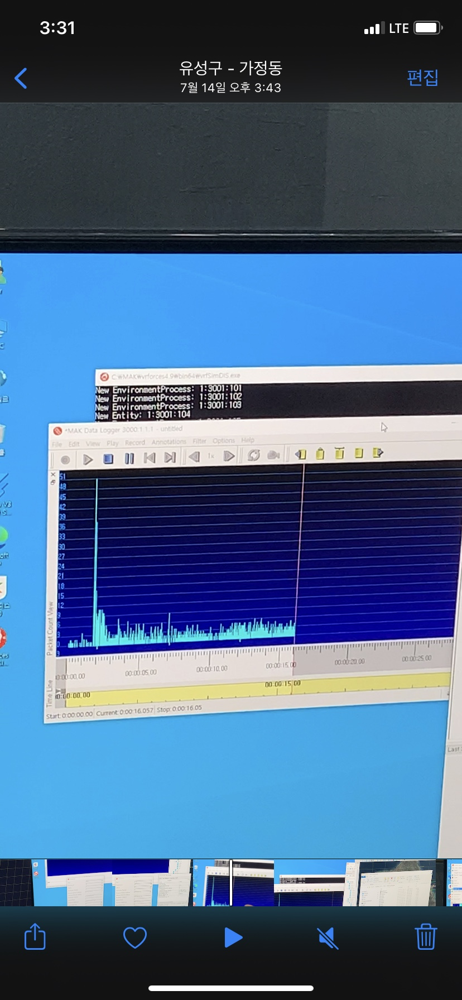 3:31
LTE
유성구 - 가정동
7월 14일 오후 3:43
편집
C:₩MAK₩vrforces4.9₩bin64₩vrfSimDIS.exe
New EnvironmentProcess: 1:3001:101
New EnvironmentProcess: 1:3001:102
New EnvironmentProcess: 1:3001:103
New Entity: 1:3001:104
*MAK Data Logger 3000:1 1.1 - untitled
File Edit View Play Record Annotations Filter Options Help
1x
51
48
45
42
39
36
33
30
27
24
21
18
15
12
9
6
3
0
3
Packet Count View
0:00:00.00 00:00:05.00 00:00:10.00 00:00:15.00 00:00:20.00 00:00:25.00
Time Line
00:00:15.00
0:00:00.00
Start: 0:00:00.00 Current: 0:00:16.057 Stop: 0:00:16.05
Last